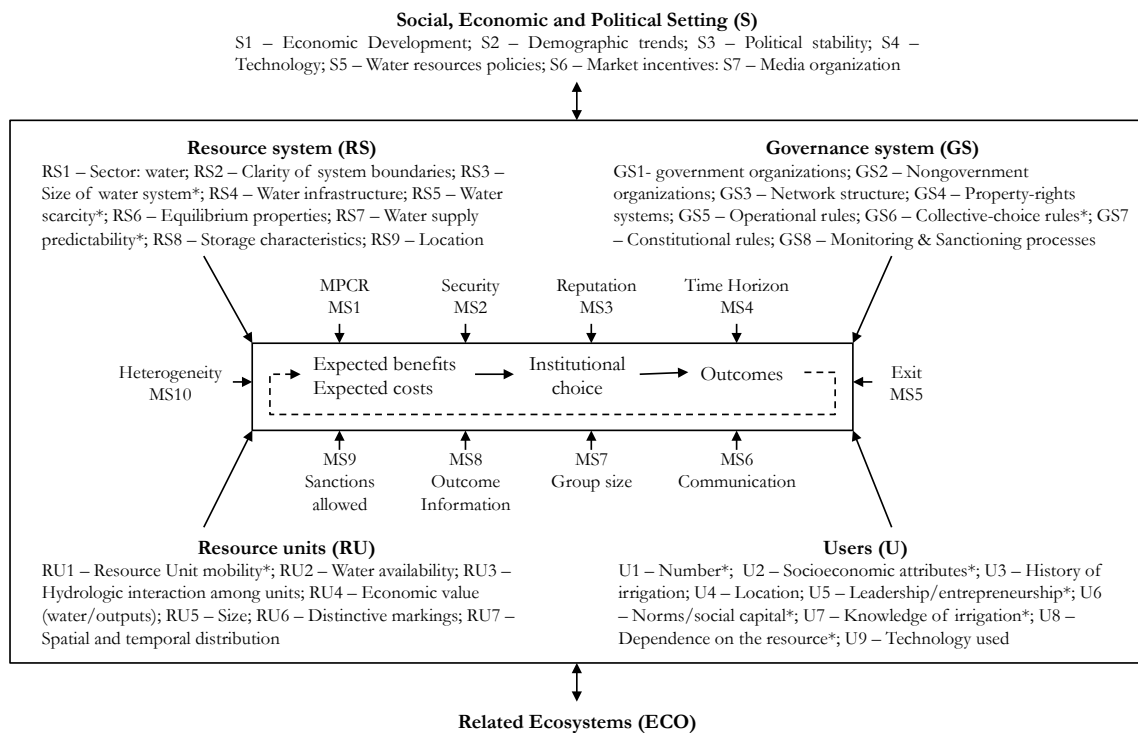 Social, Economic and Political Setting (S)
S1 – Economic Development; S2 – Demographic trends; S3 – Political stability; S4 –
Technology; S5 – Water resources policies; S6 – Market incentives: S7 – Media organization
Resource system (RS)
RS1 – Sector: water; RS2 – Clarity of system boundaries; RS3 –
Size of water system*; RS4 – Water infrastructure; RS5 – Water
scarcity*; RS6 – Equilibrium properties; RS7 – Water supply
predictability*; RS8 – Storage characteristics; RS9 – Location
Governance system (GS)
GS1- government organizations; GS2 – Nongovernment
organizations; GS3 – Network structure; GS4 – Property-rights
systems; GS5 – Operational rules; GS6 – Collective-choice rules*; GS7
– Constitutional rules; GS8 – Monitoring & Sanctioning processes
MPCR
MS1
Security
MS2
Reputation
MS3
Time Horizon
MS4
Heterogeneity
MS10
Expected benefits
Expected costs
Institutional
choice
Outcomes
Exit
MS5
MS9
Sanctions
allowed
MS8
Outcome
Information
MS7
Group size
MS6
Communication
Resource units (RU)
RU1 – Resource Unit mobility*; RU2 – Water availability; RU3 –
Hydrologic interaction among units; RU4 – Economic value
(water/outputs); RU5 – Size; RU6 – Distinctive markings; RU7 –
Spatial and temporal distribution
Users (U)
U1 – Number*; U2 – Socioeconomic attributes*; U3 – History of
irrigation; U4 – Location; U5 – Leadership/entrepreneurship*; U6
– Norms/social capital*; U7 – Knowledge of irrigation*; U8 –
Dependence on the resource*; U9 – Technology used
Related Ecosystems (ECO)